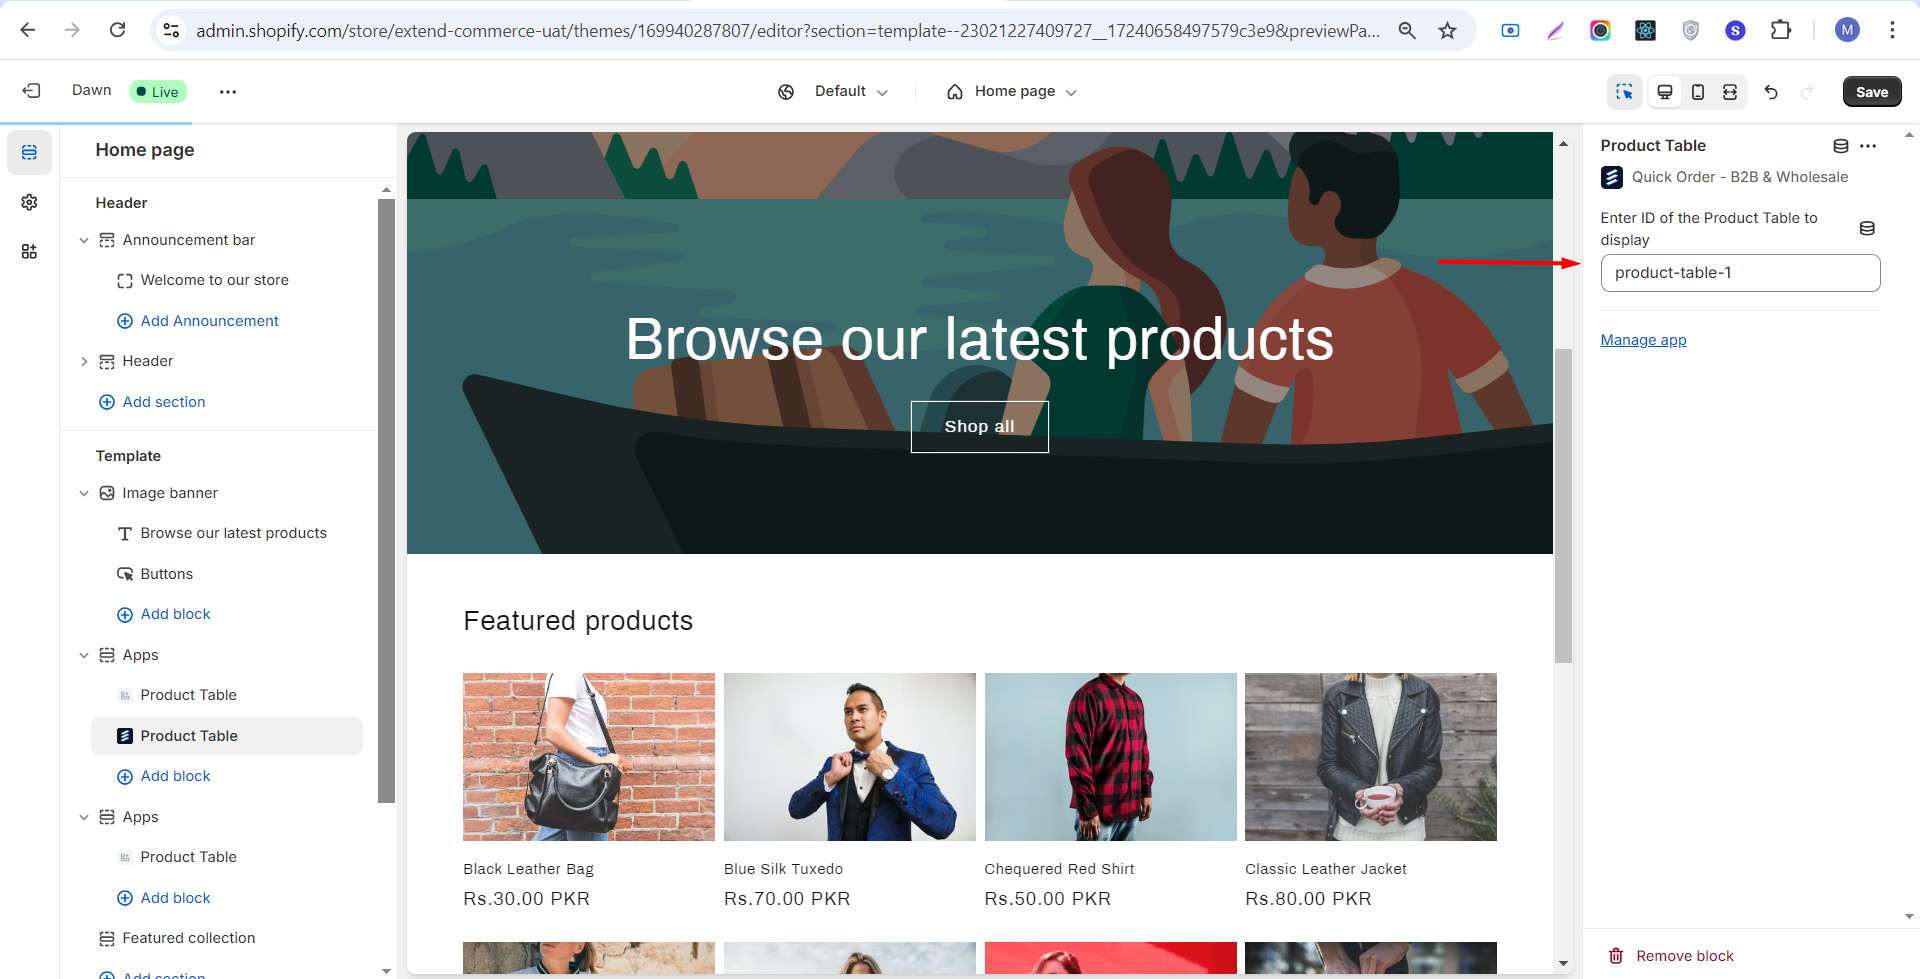 admin.shopify.com/store/extend-commerce-uat/themes/169940287807/editor?section=template--23021227409727__17240658497579c3e9&previewPa...
S
M
Dawn
Live
Default
Home page
Save
Home page
Header
Announcement bar
Welcome to our store
Add Announcement
Header
Add section
Template
Image banner
Browse our latest products
Buttons
Add block
Apps
Product Table
Product Table
Add block
Apps
Product Table
Add block
Featured collection
Add section
Browse our latest products
Shop all
Featured products
Black Leather Bag
Rs.30.00 PKR
Blue Silk Tuxedo
Rs.70.00 PKR
Chequered Red Shirt
Rs.50.00 PKR
Classic Leather Jacket
Rs.80.00 PKR
Product Table
Quick Order - B2B & Wholesale
Enter ID of the Product Table to
display
product-table-1
Manage app
Remove block